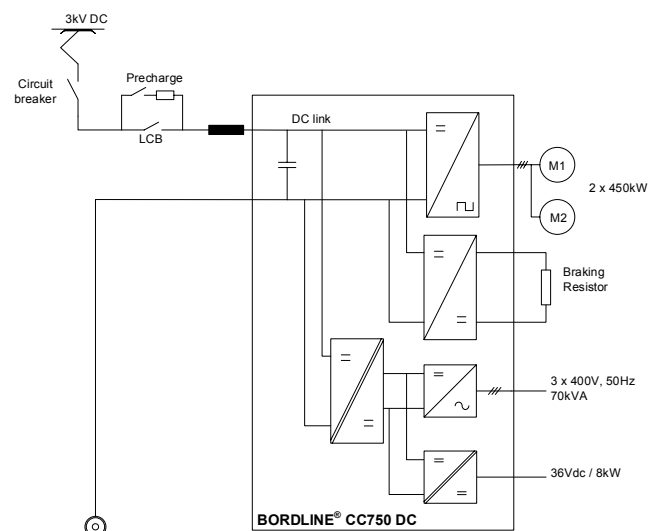 3kV DC
Circuit
breaker
Precharge
LCB
DC link
M1
2 x 450kW
M2
Braking
Resistor
3 x 400V, 50Hz
70kVA
36Vdc / 8kW
BORDLINE® CC750 DC